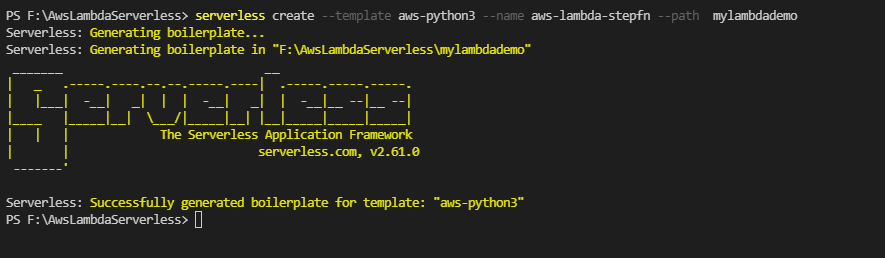 PS F:\AwsLambdaServerless> serverless create --template aws-python3 --name aws-lambda-stepfn --path  mylambdademo
Serverless: Generating boilerplate...
Serverless: Generating boilerplate in "F:\AwsLambdaServerless\mylambdademo"
 _______                             __
|   _   .-----.----.--.--.-----.----|  .-----.-----.-----.
|   |___|  -__|   _|  |  |  -__|   _|  |  -__|__ --|__ --|
|____   |_____|__|  \___/|_____|__| |__|_____|_____|_____|
|   |   |             The Serverless Application Framework
|       |                           serverless.com, v2.61.0
 -------'
Serverless: Successfully generated boilerplate for template: "aws-python3"
PS F:\AwsLambdaServerless>